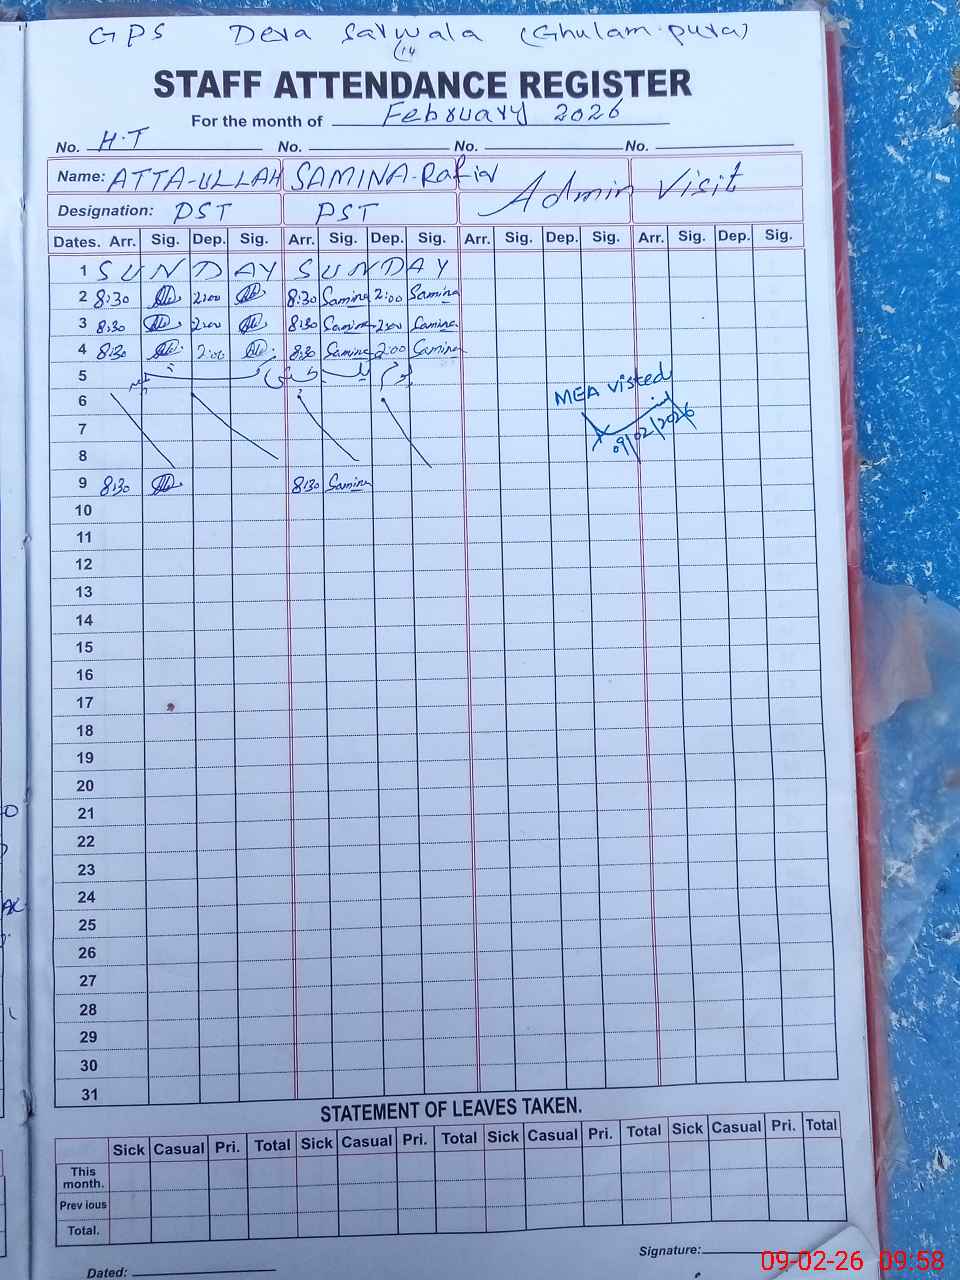 GPS Dera Sarwala (Ghulam pura)
(14
STAFF ATTENDANCE REGISTER
For the month of February 2026
No. H.T No. No. No.
Name: ATTA-ULLAH SAMINA-Rafiq Admin Visit
Designation: PST PST
Dates. Arr. Sig. Dep. Sig. Arr. Sig. Dep. Sig. Arr. Sig. Dep. Sig. Arr. Sig. Dep. Sig.
1 SUNDAY SUNDAY
2 8:30 2:00 8:30 Samina 2:00 Samina
3 8:30 2:00 8:30 Samina 2:00 Samina
4 8:30 2:00 8:30 Samina 2:00 Samina
5 یوم
MEA visted
6
7
09/02/2026
8
9 8:30 8:30 Samina
10
11
12
13
14
15
16
17
18
19
20
21
22
23
24
25
26
27
28
29
30
31
STATEMENT OF LEAVES TAKEN.
Sick Casual Pri. Total Sick Casual Pri. Total Sick Casual Pri. Total Sick Casual Pri. Total
This month.
Prev ious
Total.
Signature:
Dated:
09-02-26 09:58